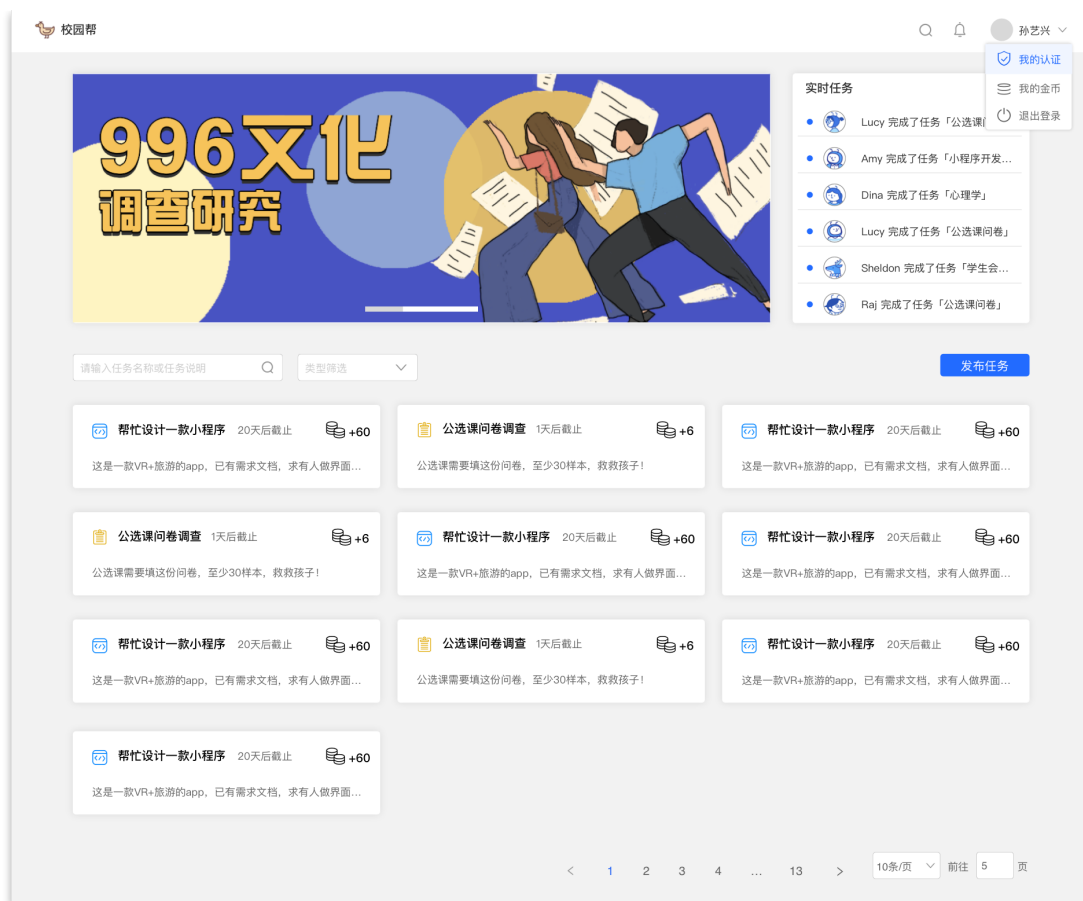 校园帮
孙艺兴
我的认证
我的金币
退出登录
996文化
调查研究
实时任务
Lucy 完成了任务「公选课问
Amy 完成了任务「小程序开发...
Dina 完成了任务「心理学」
Lucy 完成了任务「公选课问卷」
Sheldon 完成了任务「学生会...
Raj 完成了任务「公选课问卷」
请输入任务名称或任务说明
类型筛选
发布任务
帮忙设计一款小程序 20天后截止 +60
这是一款VR+旅游的app，已有需求文档，求有人做界面...
公选课问卷调查 1天后截止 +6
公选课需要填这份问卷，至少30样本，救救孩子！
帮忙设计一款小程序 20天后截止 +60
这是一款VR+旅游的app，已有需求文档，求有人做界面...
公选课问卷调查 1天后截止 +6
公选课需要填这份问卷，至少30样本，救救孩子！
帮忙设计一款小程序 20天后截止 +60
这是一款VR+旅游的app，已有需求文档，求有人做界面...
帮忙设计一款小程序 20天后截止 +60
这是一款VR+旅游的app，已有需求文档，求有人做界面...
帮忙设计一款小程序 20天后截止 +60
这是一款VR+旅游的app，已有需求文档，求有人做界面...
公选课问卷调查 1天后截止 +6
公选课需要填这份问卷，至少30样本，救救孩子！
帮忙设计一款小程序 20天后截止 +60
这是一款VR+旅游的app，已有需求文档，求有人做界面...
帮忙设计一款小程序 20天后截止 +60
这是一款VR+旅游的app，已有需求文档，求有人做界面...
< 1 2 3 4 ... 13 > 10条/页 前往 5 页